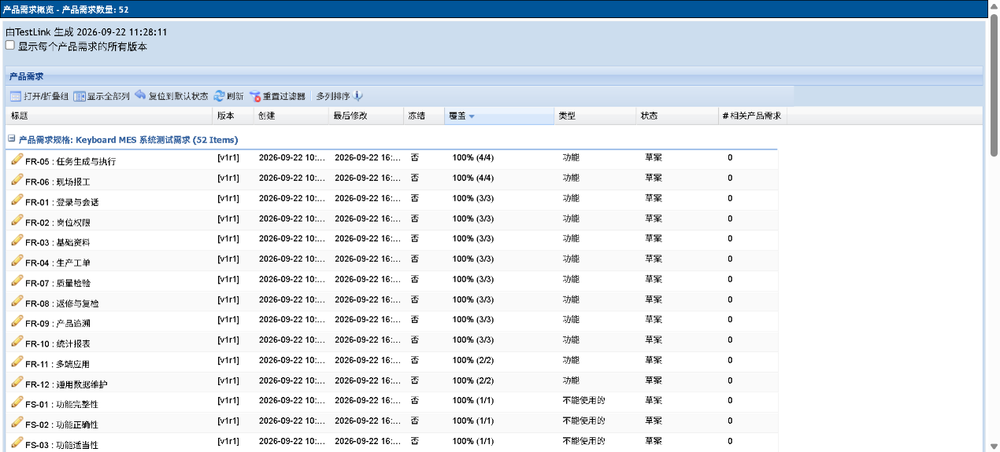 产品需求概览 - 产品需求数量: 52
由TestLink 生成 2026-09-22 11:28:11
显示每个产品需求的所有版本
产品需求
打开/折叠组 显示全部列 复位到默认状态 刷新 重置过滤器 多列排序
标题 版本 创建 最后修改 冻结 覆盖 类型 状态 # 相关产品需求
产品需求规格: Keyboard MES 系统测试需求 (52 Items)
FR-05 : 任务生成与执行 [v1r1] 2026-09-22 10:... 2026-09-22 16:... 否 100% (4/4) 功能 草案 0
FR-06 : 现场报工 [v1r1] 2026-09-22 10:... 2026-09-22 16:... 否 100% (4/4) 功能 草案 0
FR-01 : 登录与会话 [v1r1] 2026-09-22 10:... 2026-09-22 16:... 否 100% (3/3) 功能 草案 0
FR-02 : 岗位权限 [v1r1] 2026-09-22 10:... 2026-09-22 16:... 否 100% (3/3) 功能 草案 0
FR-03 : 基础资料 [v1r1] 2026-09-22 10:... 2026-09-22 16:... 否 100% (3/3) 功能 草案 0
FR-04 : 生产工单 [v1r1] 2026-09-22 10:... 2026-09-22 16:... 否 100% (3/3) 功能 草案 0
FR-07 : 质量检验 [v1r1] 2026-09-22 10:... 2026-09-22 16:... 否 100% (3/3) 功能 草案 0
FR-08 : 返修与复检 [v1r1] 2026-09-22 10:... 2026-09-22 16:... 否 100% (3/3) 功能 草案 0
FR-09 : 产品追溯 [v1r1] 2026-09-22 10:... 2026-09-22 16:... 否 100% (3/3) 功能 草案 0
FR-10 : 统计报表 [v1r1] 2026-09-22 10:... 2026-09-22 16:... 否 100% (3/3) 功能 草案 0
FR-11 : 多端应用 [v1r1] 2026-09-22 10:... 2026-09-22 16:... 否 100% (2/2) 功能 草案 0
FR-12 : 通用数据维护 [v1r1] 2026-09-22 10:... 2026-09-22 16:... 否 100% (2/2) 功能 草案 0
FS-01 : 功能完整性 [v1r1] 2026-09-22 10:... 2026-09-22 16:... 否 100% (1/1) 不能使用的 草案 0
FS-02 : 功能正确性 [v1r1] 2026-09-22 10:... 2026-09-22 16:... 否 100% (1/1) 不能使用的 草案 0
FS-03 : 功能适当性 [v1r1] 2026-09-22 10:... 2026-09-22 16:... 否 100% (1/1) 不能使用的 草案 0